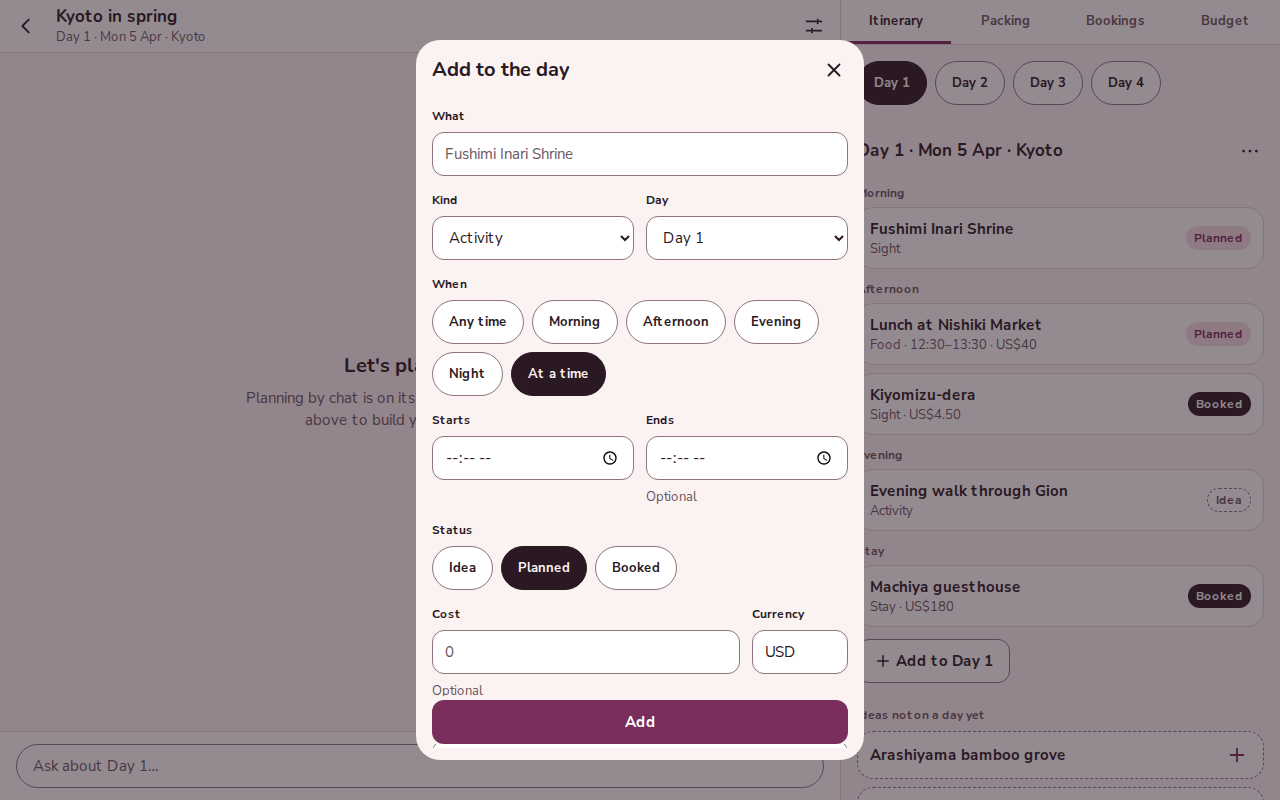 Kyoto in spring
Day 1 · Mon 5 Apr · Kyoto
Let's pla
Planning by chat is on its
above to build y
Ask about Day 1...
Add to the day
What
Fushimi Inari Shrine
Kind
Day
Activity
Day 1
When
Any time
Morning
Afternoon
Evening
Night
At a time
Starts
Ends
--:-- --
--:-- --
Optional
Status
Idea
Planned
Booked
Cost
Currency
0
USD
Optional
Add
Itinerary
Packing
Bookings
Budget
Day 1
Day 2
Day 3
Day 4
Day 1 · Mon 5 Apr · Kyoto
Morning
Fushimi Inari Shrine
Sight
Planned
Afternoon
Lunch at Nishiki Market
Food · 12:30–13:30 · US$40
Planned
Kiyomizu-dera
Sight · US$4.50
Booked
Evening
Evening walk through Gion
Activity
Idea
Stay
Machiya guesthouse
Stay · US$180
Booked
+ Add to Day 1
Ideas not on a day yet
Arashiyama bamboo grove